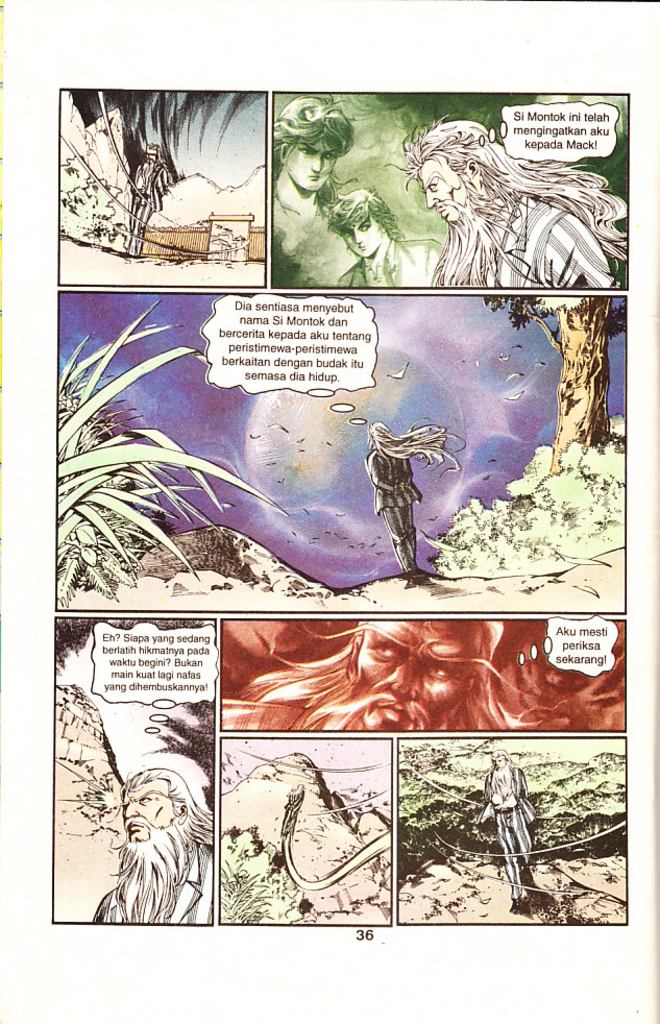 Si Montok ini telah
mengingatkan aku
kepada Mack!
Dia sentiasa menyebut
nama Si Montok dan
bercerita kepada aku tentang
peristimewa-peristimewa
berkaitan dengan budak itu
semasa dia hidup.
Eh? Siapa yang sedang
berlatih hikmatnya pada
waktu begini? Bukan
main kuat lagi nafas
yang dihembuskannya!
Aku mesti
periksa
sekarang!
36